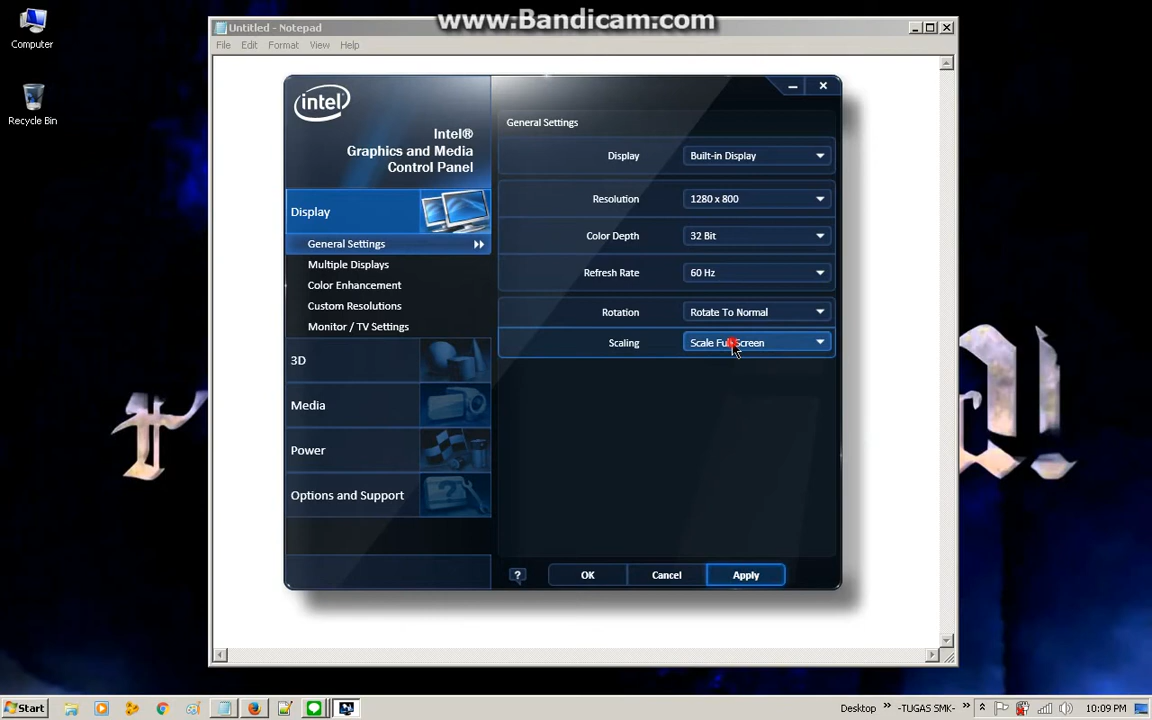 www.Bandicam.com
Computer
Recycle Bin
Untitled - Notepad
File Edit Format View Help
intel
Intel®
Graphics and Media
Control Panel
Display
General Settings
Multiple Displays
Color Enhancement
Custom Resolutions
Monitor / TV Settings
3D
Media
Power
Options and Support
General Settings
Display Built-in Display
Resolution 1280 x 800
Color Depth 32 Bit
Refresh Rate 60 Hz
Rotation Rotate To Normal
Scaling Scale Full Screen
? OK Cancel Apply
Start Desktop » -TUGAS SMK- » 10:09 PM